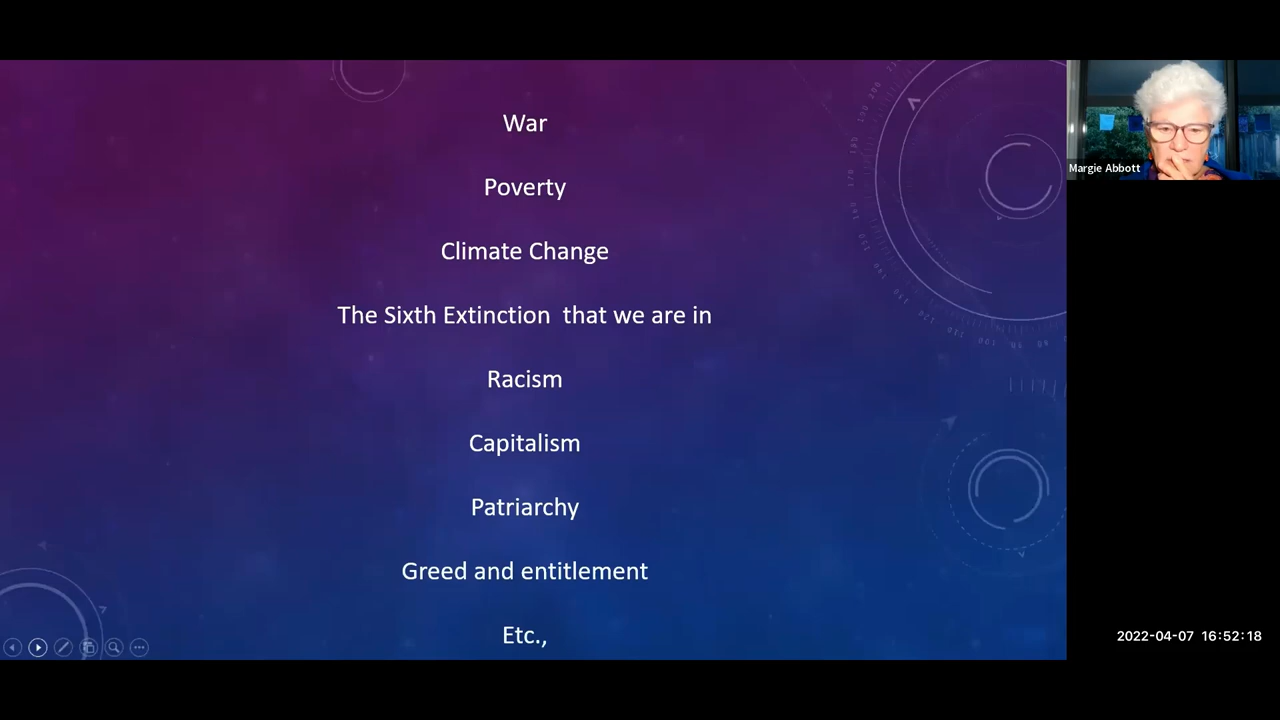 War
Poverty
Climate Change
The Sixth Extinction  that we are in
Racism
Capitalism
Patriarchy
Greed and entitlement
Etc.,
Margie Abbott
2022-04-07 16:52:18